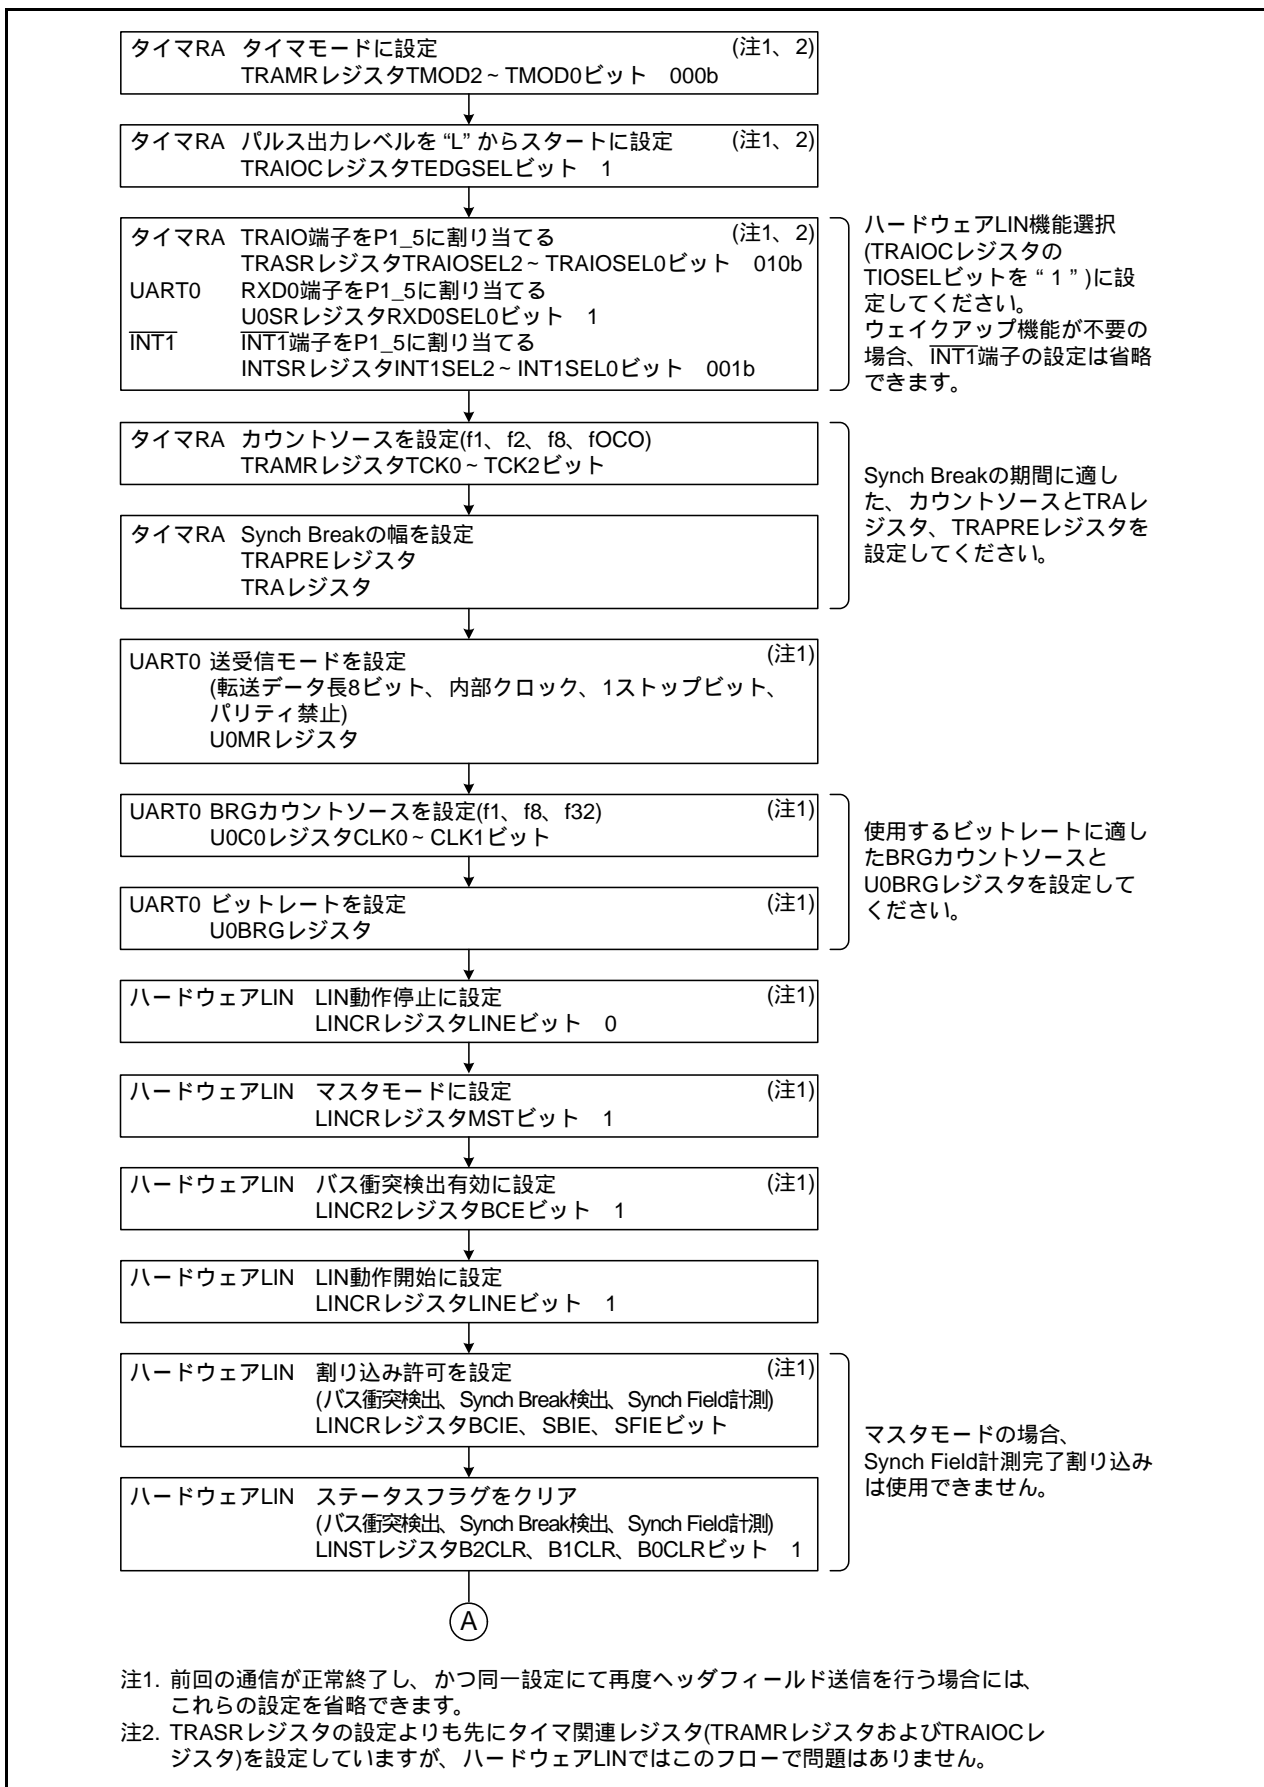 タイマRA タイマモードに設定 (注1、2)
TRAMRレジスタTMOD2～TMOD0ビット 000b
タイマRA パルス出力レベルを “L” からスタートに設定 (注1、2)
TRAIOCレジスタTEDGSELビット 1
タイマRA TRAIO端子をP1_5に割り当てる (注1、2)
TRASRレジスタTRAIOSEL2～TRAIOSEL0ビット 010b
UART0 RXD0端子をP1_5に割り当てる
U0SRレジスタRXD0SEL0ビット 1
INT1 INT1端子をP1_5に割り当てる
INTSRレジスタINT1SEL2～INT1SEL0ビット 001b
ハードウェアLIN機能選択
(TRAIOCレジスタの
TIOSELビットを “ 1 ” )に設
定してください。
ウェイクアップ機能が不要の
場合、INT1端子の設定は省略
できます。
タイマRA カウントソースを設定(f1、f2、f8、fOCO)
TRAMRレジスタTCK0～TCK2ビット
タイマRA Synch Breakの幅を設定
TRAPREレジスタ
TRAレジスタ
Synch Breakの期間に適し
た、カウントソースとTRAレ
ジスタ、TRAPREレジスタを
設定してください。
UART0 送受信モードを設定 (注1)
(転送データ長8ビット、内部クロック、1ストップビット、
パリティ禁止)
U0MRレジスタ
UART0 BRGカウントソースを設定(f1、f8、f32) (注1)
U0C0レジスタCLK0～CLK1ビット
UART0 ビットレートを設定 (注1)
U0BRGレジスタ
使用するビットレートに適し
たBRGカウントソースと
U0BRGレジスタを設定して
ください。
ハードウェアLIN LIN動作停止に設定 (注1)
LINCRレジスタLINEビット 0
ハードウェアLIN マスタモードに設定 (注1)
LINCRレジスタMSTビット 1
ハードウェアLIN バス衝突検出有効に設定 (注1)
LINCR2レジスタBCEビット 1
ハードウェアLIN LIN動作開始に設定
LINCRレジスタLINEビット 1
ハードウェアLIN 割り込み許可を設定 (注1)
(バス衝突検出、Synch Break検出、Synch Field計測)
LINCRレジスタBCIE、SBIE、SFIEビット
ハードウェアLIN ステータスフラグをクリア
(バス衝突検出、Synch Break検出、Synch Field計測)
LINSTレジスタB2CLR、B1CLR、B0CLRビット 1
マスタモードの場合、
Synch Field計測完了割り込み
は使用できません。
A
注1. 前回の通信が正常終了し、かつ同一設定にて再度ヘッダフィールド送信を行う場合には、
これらの設定を省略できます。
注2. TRASRレジスタの設定よりも先にタイマ関連レジスタ(TRAMRレジスタおよびTRAIOCレ
ジスタ)を設定していますが、ハードウェアLINではこのフローで問題はありません。